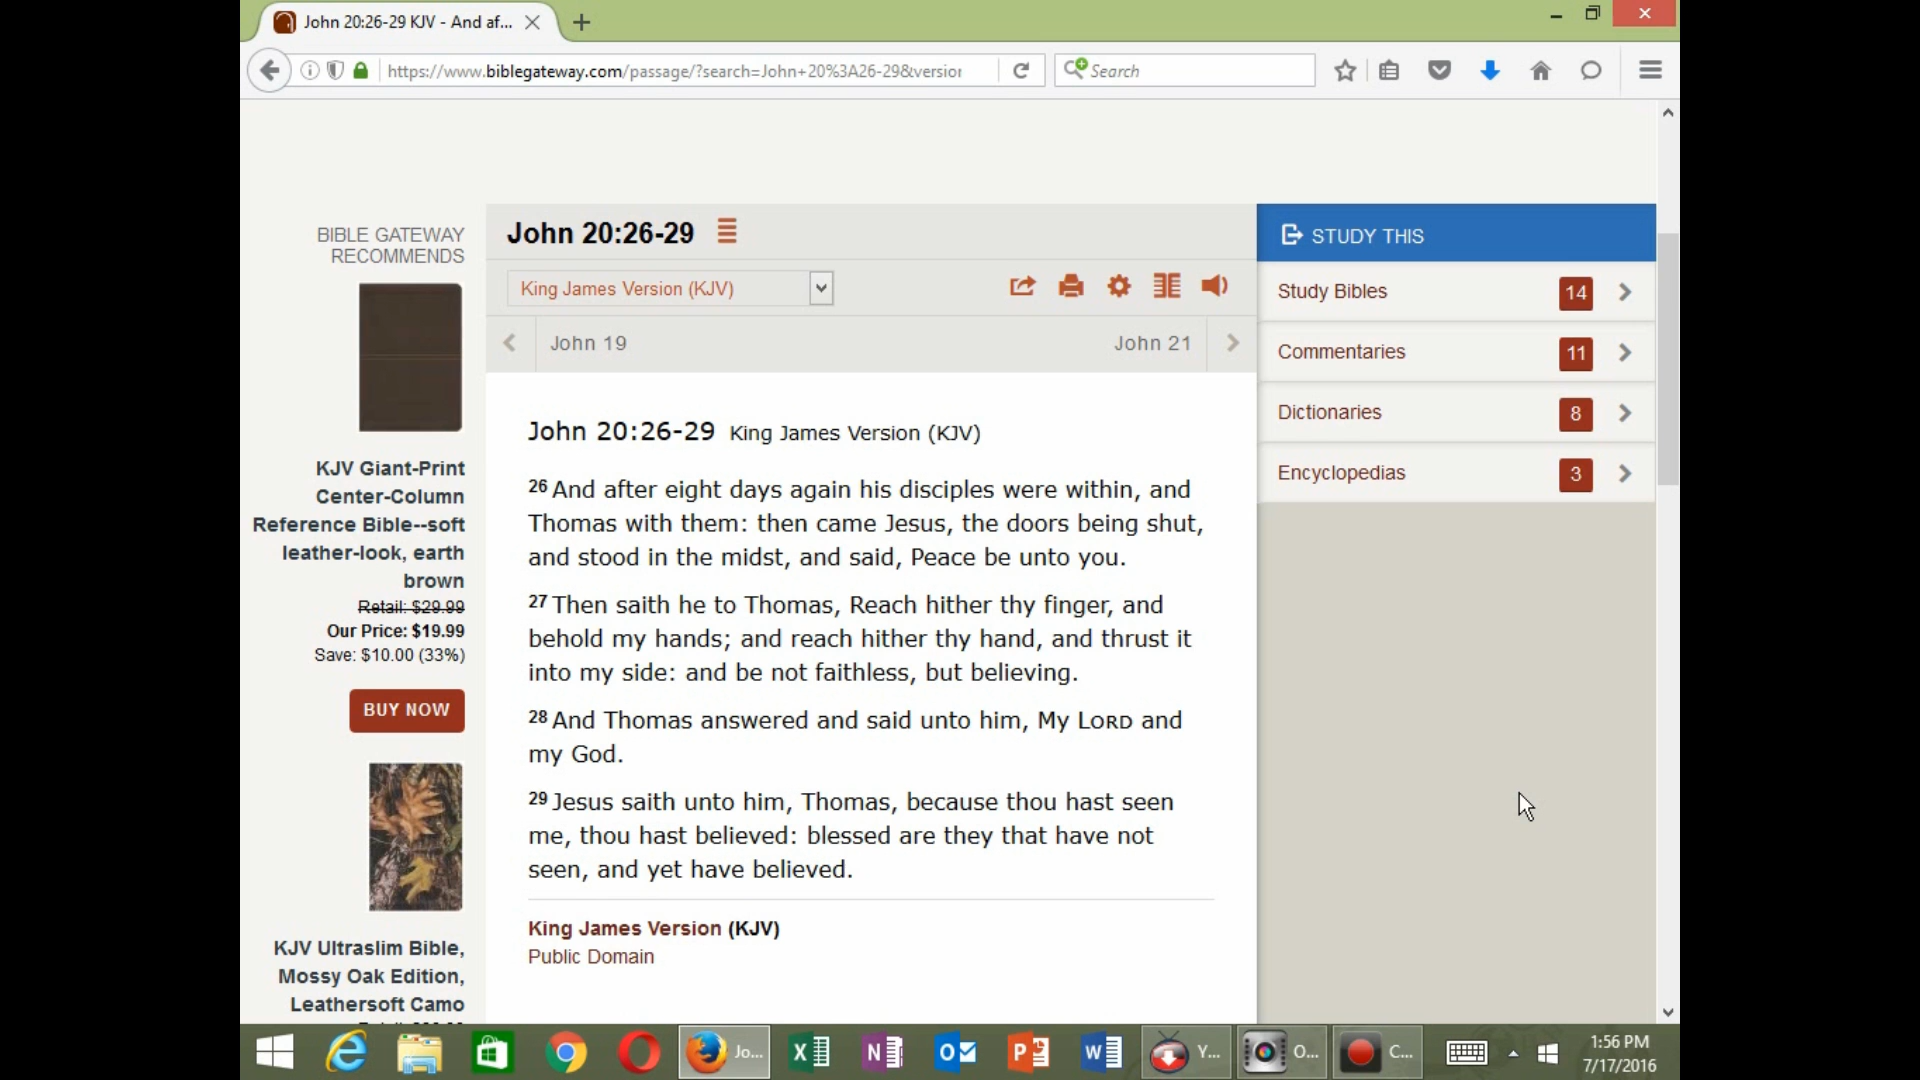 John 20:26-29 KJV - And af...
https://www.biblegateway.com/passage/?search=John+20%3A26-29&version
Search
BIBLE GATEWAY
RECOMMENDS
KJV Giant-Print
Center-Column
Reference Bible--soft
leather-look, earth
brown
Retail: $29.99
Our Price: $19.99
Save: $10.00 (33%)
BUY NOW
KJV Ultraslim Bible,
Mossy Oak Edition,
Leathersoft Camo
John 20:26-29
King James Version (KJV)
John 19
John 21
John 20:26-29 King James Version (KJV)
26 And after eight days again his disciples were within, and
Thomas with them: then came Jesus, the doors being shut,
and stood in the midst, and said, Peace be unto you.
27 Then saith he to Thomas, Reach hither thy finger, and
behold my hands; and reach hither thy hand, and thrust it
into my side: and be not faithless, but believing.
28 And Thomas answered and said unto him, My LORD and
my God.
29 Jesus saith unto him, Thomas, because thou hast seen
me, thou hast believed: blessed are they that have not
seen, and yet have believed.
King James Version (KJV)
Public Domain
STUDY THIS
Study Bibles 14
Commentaries 11
Dictionaries 8
Encyclopedias 3
Jo...
Y...
O...
C...
1:56 PM
7/17/2016